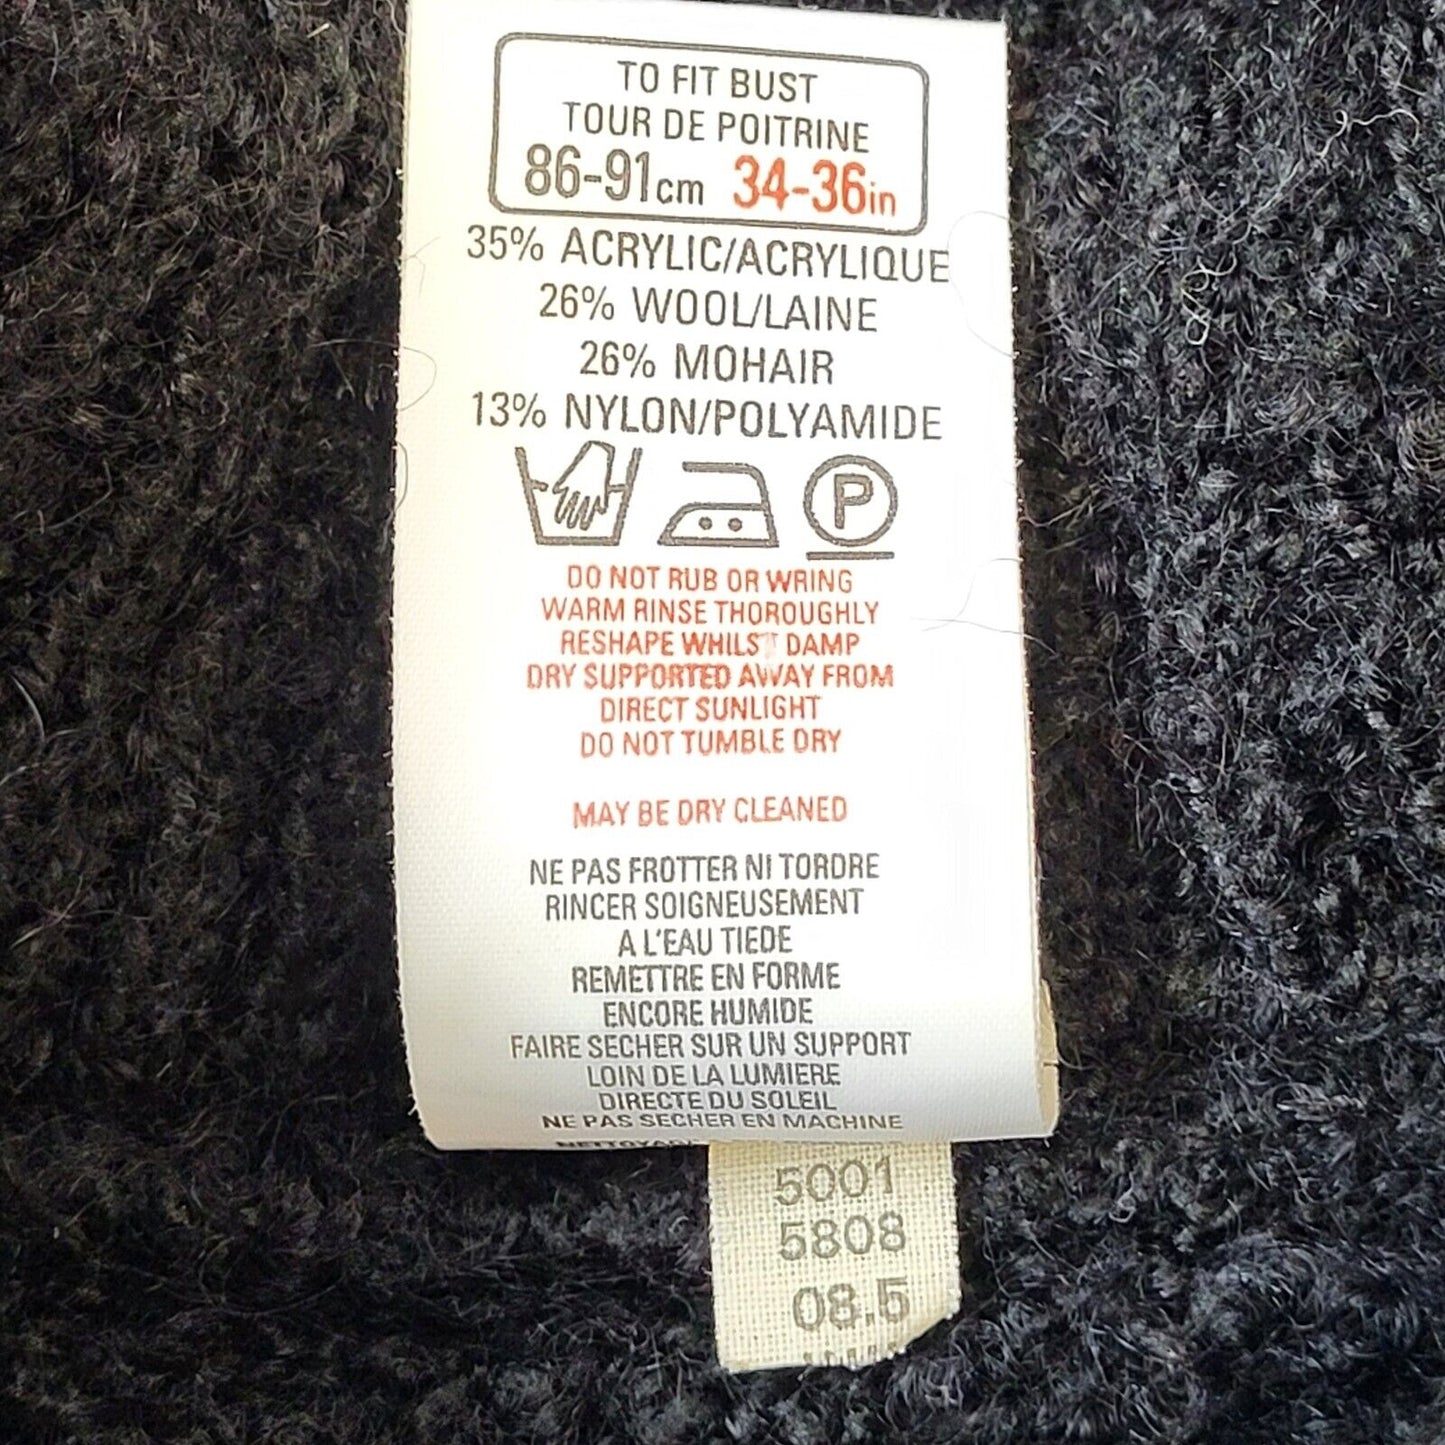 TO FIT BUST
TOUR DE POITRINE
86-91cm 34-36in
35% ACRYLIC/ACRYLIQUE
26% WOOL/LAINE
26% MOHAIR
13% NYLON/POLYAMIDE
P
DO NOT RUB OR WRING
WARM RINSE THOROUGHLY
RESHAPE WHILST DAMP
DRY SUPPORTED AWAY FROM
DIRECT SUNLIGHT
DO NOT TUMBLE DRY
MAY BE DRY CLEANED
NE PAS FROTTER NI TORDRE
RINCER SOIGNEUSEMENT
A L'EAU TIEDE
REMETTRE EN FORME
ENCORE HUMIDE
FAIRE SECHER SUR UN SUPPORT
LOIN DE LA LUMIERE
DIRECTE DU SOLEIL
NE PAS SECHER EN MACHINE
5001
5808
08.5